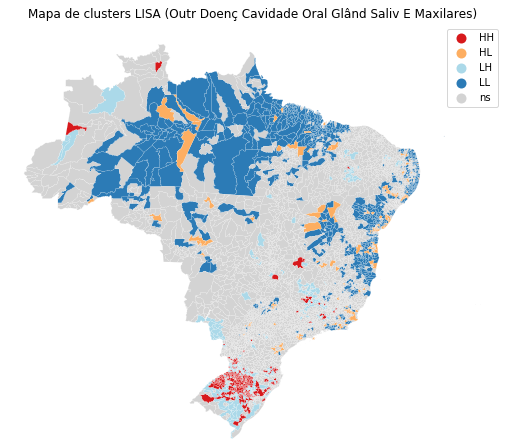 Mapa de clusters LISA (Outr Doenç Cavidade Oral Glând Saliv E Maxilares)
HH
HL
LH
LL
ns